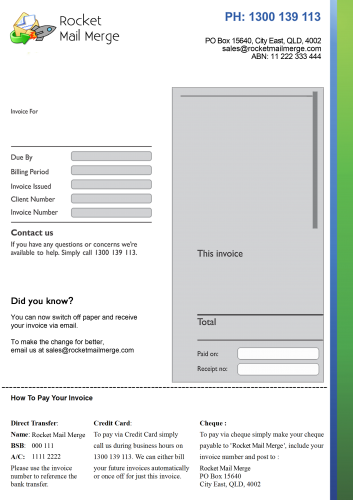 Rocket
Mail Merge
PH: 1300 139 113
PO Box 15640, City East, QLD, 4002
sales@rocketmailmerge.com
ABN: 11 222 333 444
Invoice For
Due By
Billing Period
Invoice Issued
Client Number
Invoice Number
Contact us
If you have any questions or concerns we're
available to help. Simply call 1300 139 113.
This invoice
Did you know?
You can now switch off paper and receive
your invoice via email.
To make the change for better,
email us at sales@rocketmailmerge.com
Total
Paid on:
Receipt no:
How To Pay Your Invoice
Direct Transfer:
Name: Rocket Mail Merge
BSB: 000 111
A/C: 1111 2222
Please use the invoice
number to reference the
bank transfer.
Credit Card:
To pay via Credit Card simply
call us during business hours on
1300 139 113. We can either bill
your future invoices automatically
or once off for just this invoice.
Cheque :
To pay via cheque simply make your cheque
payable to 'Rocket Mail Merge', include your
invoice number and post to :
Rocket Mail Merge
PO Box 15640
City East, QLD, 4002